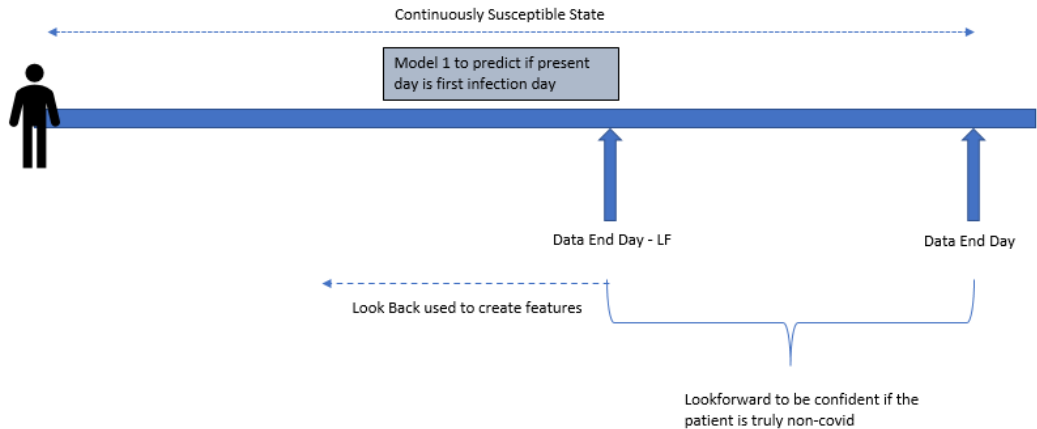 Continuously Susceptible State
Model 1 to predict if present
day is first infection day
Data End Day - LF
Data End Day
Look Back used to create features
Lookforward to be confident if the
patient is truly non-covid